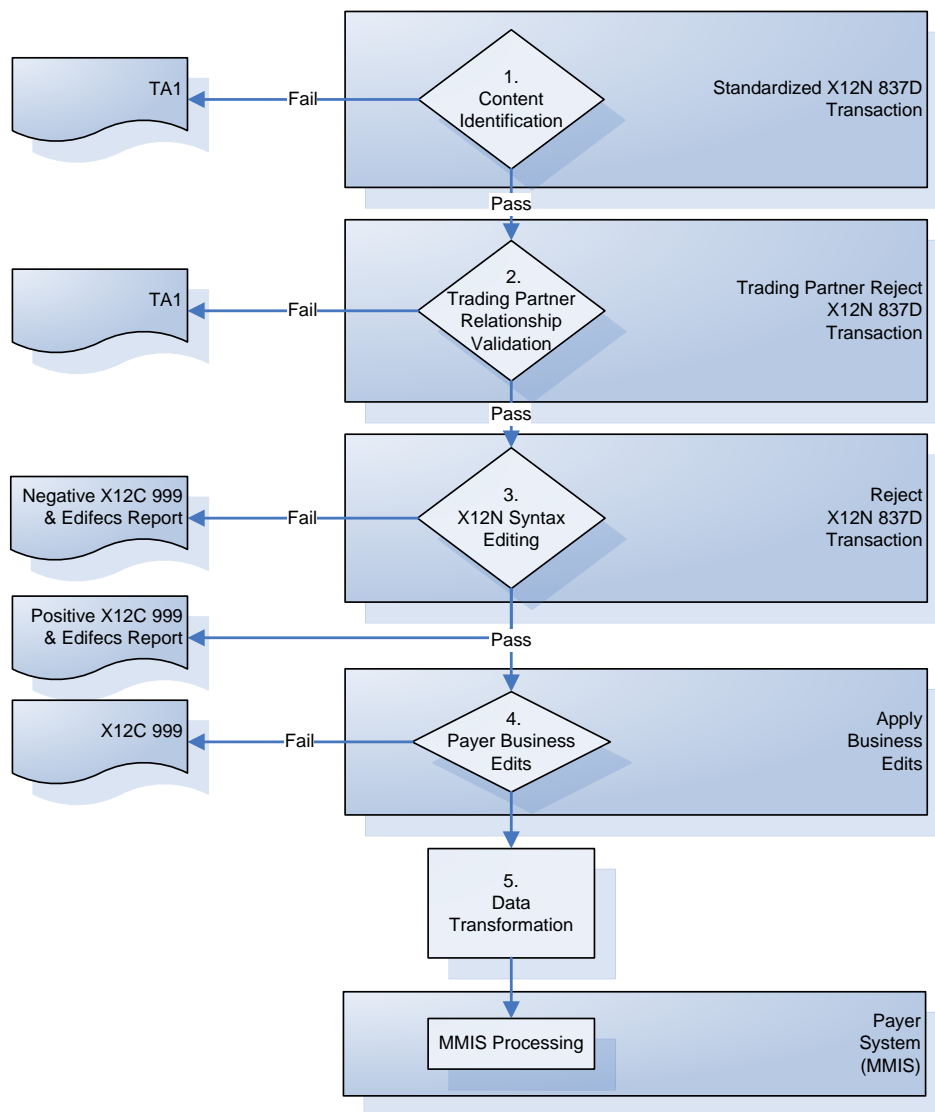 TA1
Fail
1.
Content
Identification
Standardized X12N 837D
Transaction
Pass
TA1
Fail
2.
Trading Partner
Relationship
Validation
Trading Partner Reject
X12N 837D
Transaction
Pass
Negative X12C 999
& Edifecs Report
Fail
3.
X12N Syntax
Editing
Reject
X12N 837D
Transaction
Positive X12C 999
& Edifecs Report
Pass
X12C 999
Fail
4.
Payer Business
Edits
Apply
Business
Edits
5.
Data
Transformation
MMIS Processing
Payer
System
(MMIS)